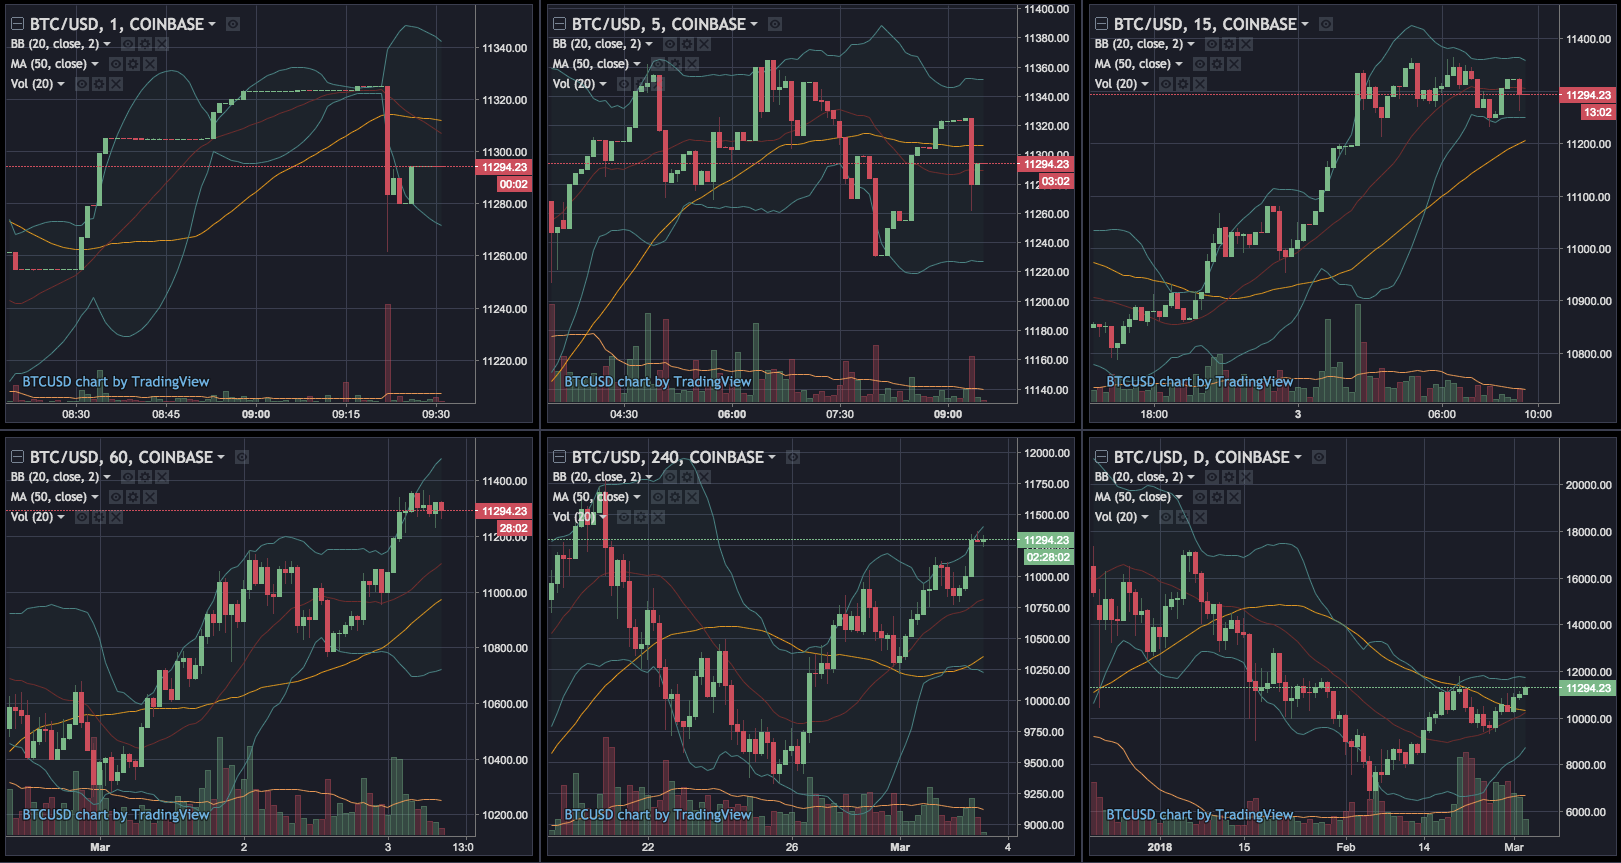 BTC/USD, 1, COINBASE
BB (20, close, 2)
MA (50, close)
Vol (20)
11340.00
11320.00
11300.00
11294.23
00:02
11280.00
11260.00
11240.00
11220.00
BTCUSD chart by TradingView
08:30 08:45 09:00 09:15 09:30
BTC/USD, 5, COINBASE
BB (20, close, 2)
MA (50, close)
Vol (20)
11400.00
11380.00
11360.00
11340.00
11320.00
11300.00
11294.23
03:02
11260.00
11240.00
11220.00
11200.00
11180.00
11160.00
11140.00
BTCUSD chart by TradingView
04:30 06:00 07:30 09:00
BTC/USD, 15, COINBASE
BB (20, close, 2)
MA (50, close)
Vol (20)
11400.00
11294.23
13:02
11200.00
11100.00
11000.00
10900.00
10800.00
BTCUSD chart by TradingView
18:00 3 06:00 10:00
BTC/USD, 60, COINBASE
BB (20, close, 2)
MA (50, close)
Vol (20)
11400.00
11294.23
28:02
11200.00
11000.00
10800.00
10600.00
10400.00
10200.00
BTCUSD chart by TradingView
Mar 2 3 13:0
BTC/USD, 240, COINBASE
BB (20, close, 2)
MA (50, close)
Vol (20)
12000.00
11750.00
11500.00
11294.23
02:28:02
11000.00
10750.00
10500.00
10250.00
10000.00
9750.00
9500.00
9250.00
9000.00
BTCUSD chart by TradingView
22 26 Mar 4
BTC/USD, D, COINBASE
BB (20, close, 2)
MA (50, close)
Vol (20)
20000.00
18000.00
16000.00
14000.00
12000.00
11294.23
10000.00
8000.00
6000.00
BTCUSD chart by TradingView
2018 15 Feb 14 Mar